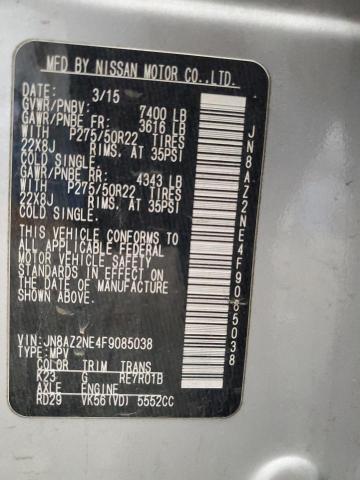 MFD BY NISSAN MOTOR CO.,LTD.
DATE: 3/15
GVWR/PNBV: 7400 LB
GAWR/PNBE FR: 3616 LB
WITH P275/50R22 TIRES
22X8J RIMS, AT 35PSI
COLD SINGLE.
GAWR/PNBE RR: 4343 LB
WITH P275/50R22 TIRES
22X8J RIMS, AT 35PSI
COLD SINGLE.
THIS VEHICLE CONFORMS TO
ALL APPLICABLE FEDERAL
MOTOR VEHICLE SAFETY
STANDARDS IN EFFECT ON
THE DATE OF MANUFACTURE
SHOWN ABOVE.
VIN:JN8AZ2NE4F9085038
TYPE:MPV
COLOR TRIM TRANS
K23 G RE7R01B
AXLE ENGINE
RD29 VK56(VD) 5552CC
JN8AZ2NE4F9085038